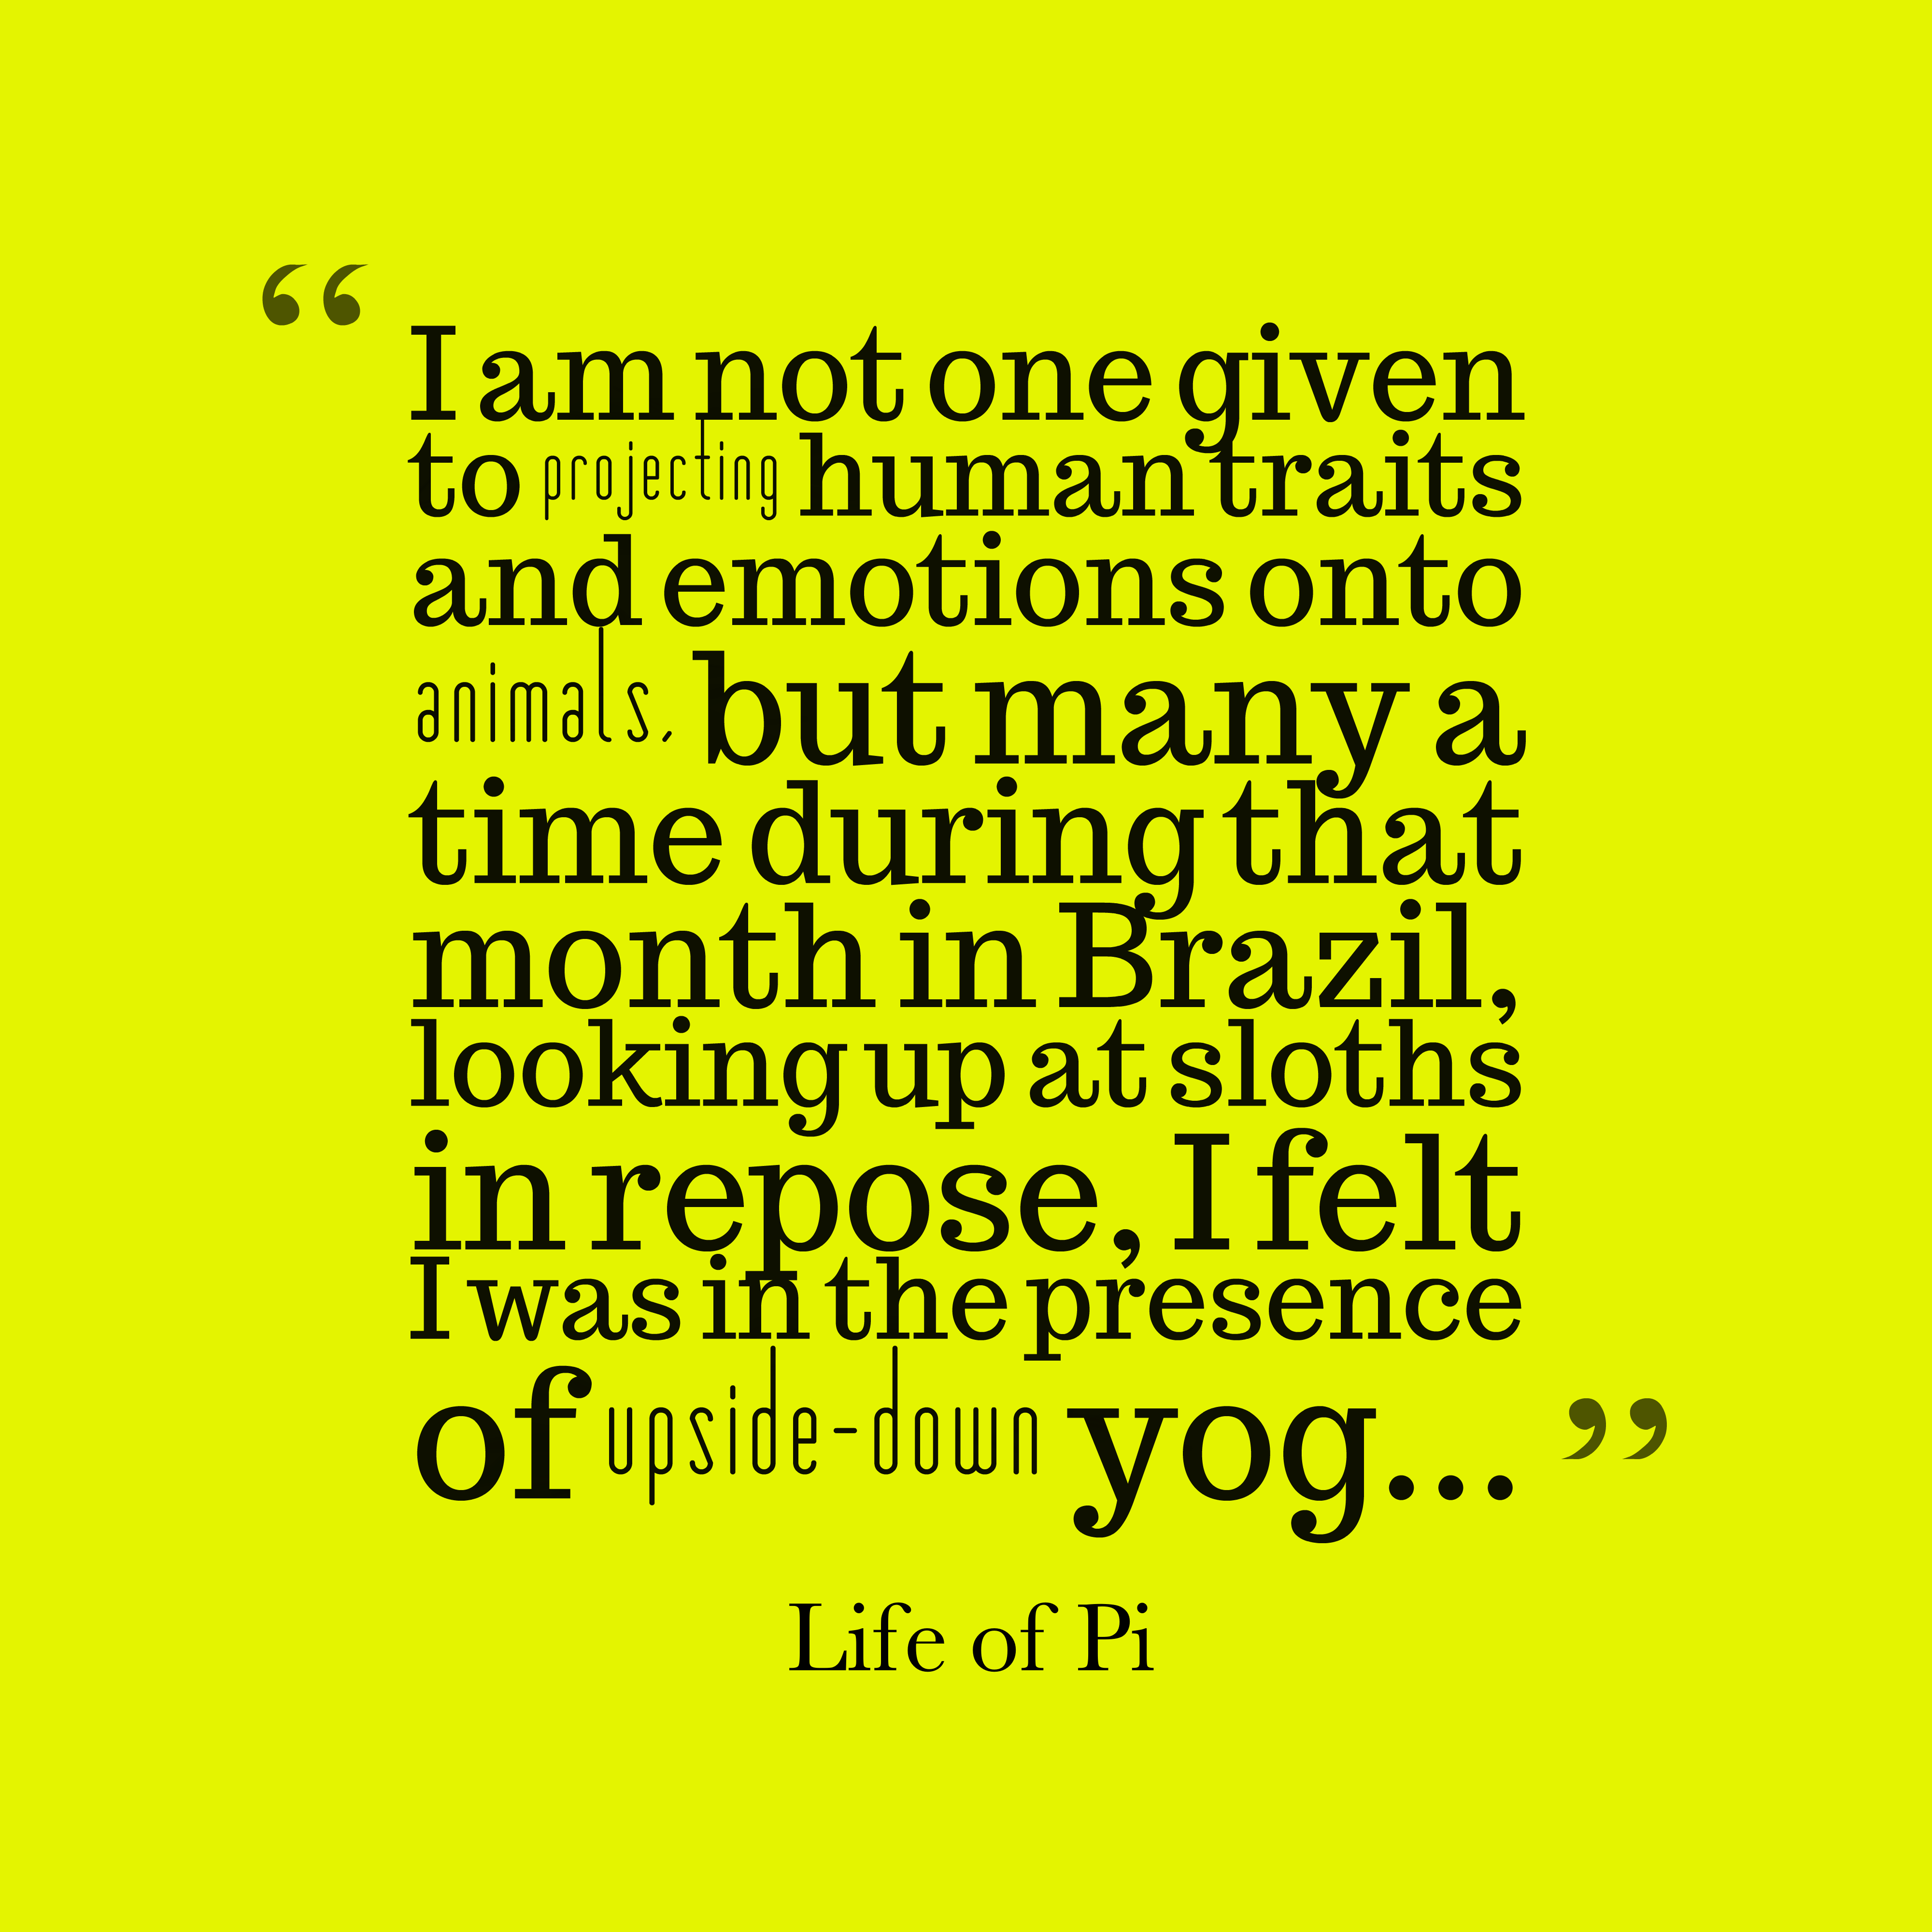 “
I am not one given
to projecting human traits
and emotions onto
animals, but many a
time during that
month in Brazil,
looking up at sloths
in repose, I felt
I was in the presence
of upside-down yog... ”
Life of Pi